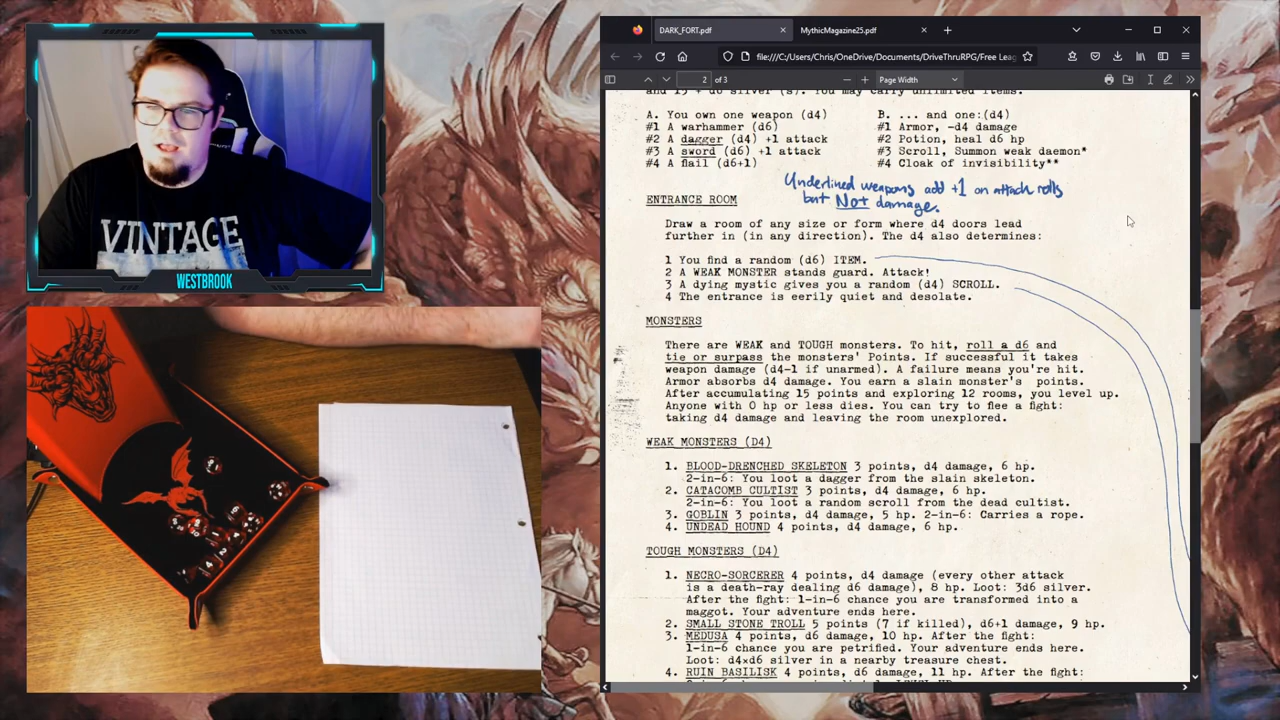 VINTAGE
WESTBROOK
DARK_FORT.pdf
MythicMagazine25.pdf
file:///C:/Users/Chris/OneDrive/Documents/DriveThruRPG/Free Leag
2 of 3
Page Width
and 15 + d6 silver (s). You may carry unlimited items.
A. You own one weapon (d4)
#1 A warhammer (d6)
#2 A dagger (d4) +1 attack
#3 A sword (d6) +1 attack
#4 A flail (d6+1)
B. ... and one:(d4)
#1 Armor, -d4 damage
#2 Potion, heal d6 hp
#3 Scroll, Summon weak daemon*
#4 Cloak of invisibility**
Underlined weapons add +1 on attack rolls
but Not damage.
ENTRANCE ROOM
Draw a room of any size or form where d4 doors lead
further in (in any direction). The d4 also determines:
1 You find a random (d6) ITEM.
2 A WEAK MONSTER stands guard. Attack!
3 A dying mystic gives you a random (d4) SCROLL.
4 The entrance is eerily quiet and desolate.
MONSTERS
There are WEAK and TOUGH monsters. To hit, roll a d6 and
tie or surpass the monsters' Points. If successful it takes
weapon damage (d4-1 if unarmed). A failure means you're hit.
Armor absorbs d4 damage. You earn a slain monster's points.
After accumulating 15 points and exploring 12 rooms, you level up.
Anyone with 0 hp or less dies. You can try to flee a fight:
taking d4 damage and leaving the room unexplored.
WEAK MONSTERS (D4)
1. BLOOD-DRENCHED SKELETON 3 points, d4 damage, 6 hp.
2-in-6: You loot a dagger from the slain skeleton.
2. CATACOMB CULTIST 3 points, d4 damage, 6 hp.
2-in-6: You loot a random scroll from the dead cultist.
3. GOBLIN 3 points, d4 damage, 5 hp. 2-in-6: Carries a rope.
4. UNDEAD HOUND 4 points, d4 damage, 6 hp.
TOUGH MONSTERS (D4)
1. NECRO-SORCERER 4 points, d4 damage (every other attack
is a death-ray dealing d6 damage), 8 hp. Loot: 3d6 silver.
After the fight: 1-in-6 chance you are transformed into a
maggot. Your adventure ends here.
2. SMALL STONE TROLL 5 points (7 if killed), d6+1 damage, 9 hp.
3. MEDUSA 4 points, d6 damage, 10 hp. After the fight:
1-in-6 chance you are petrified. Your adventure ends here.
Loot: d4xd6 silver in a nearby treasure chest.
4. RUIN BASILISK 4 points, d6 damage, 11 hp. After the fight: